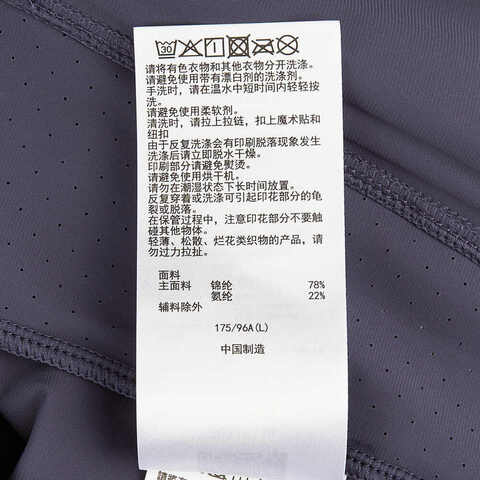 30
请将有色衣物和其他衣物分开洗涤。
请避免使用带有漂白剂的洗涤剂。
手洗时，请在温水中短时间内轻轻按
洗。
请避免使用柔软剂。
清洗时，请拉上拉链，扣上魔术贴和
纽扣
由于反复洗涤会有印刷脱落现象发生
洗涤后请立即脱水干燥。
印刷部分请避免熨烫。
请避免使用烘干机。
请勿在潮湿状态下长时间放置。
反复穿着或洗涤可引起印花部分的龟
裂或脱落。
在保管过程中，注意印花部分不要触
碰其他物体。
轻薄、松散、烂花类织物的产品，请
勿过力拉扯。
面料
主面料 锦纶 78%
氨纶 22%
辅料除外
175/96A(L)
中国制造